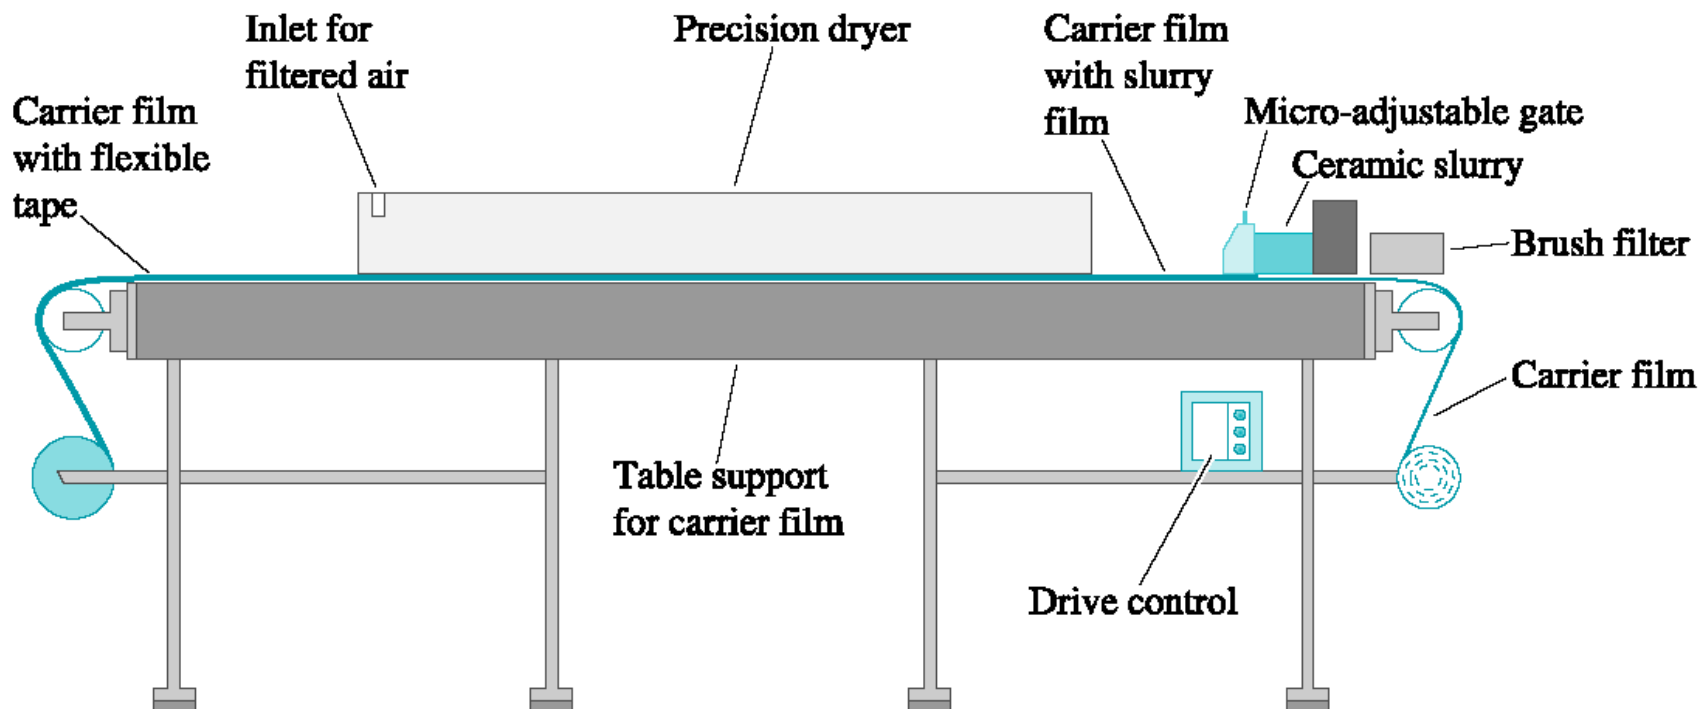 Inlet for
filtered air
Precision dryer
Carrier film
with slurry
film
Carrier film
with flexible
tape
Micro-adjustable gate
Ceramic slurry
Brush filter
Carrier film
Table support
for carrier film
Drive control